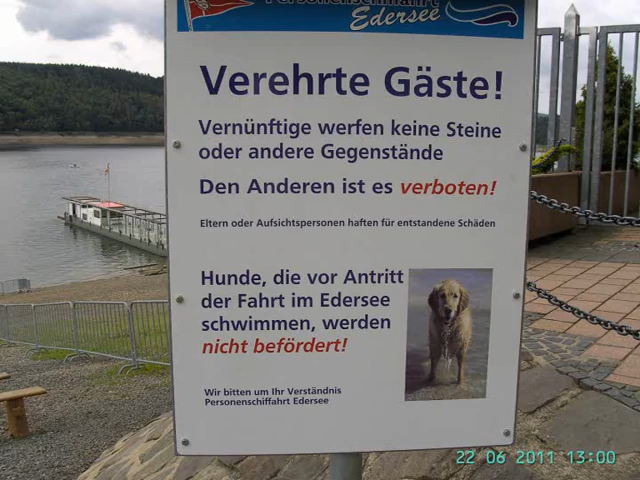 Personenschiffahrt
Edersee
Verehrte Gäste!
Vernünftige werfen keine Steine
oder andere Gegenstände
Den Anderen ist es verboten!
Eltern oder Aufsichtspersonen haften für entstandene Schäden
Hunde, die vor Antritt
der Fahrt im Edersee
schwimmen, werden
nicht befördert!
Wir bitten um Ihr Verständnis
Personenschiffahrt Edersee
22 06 2011 13:00